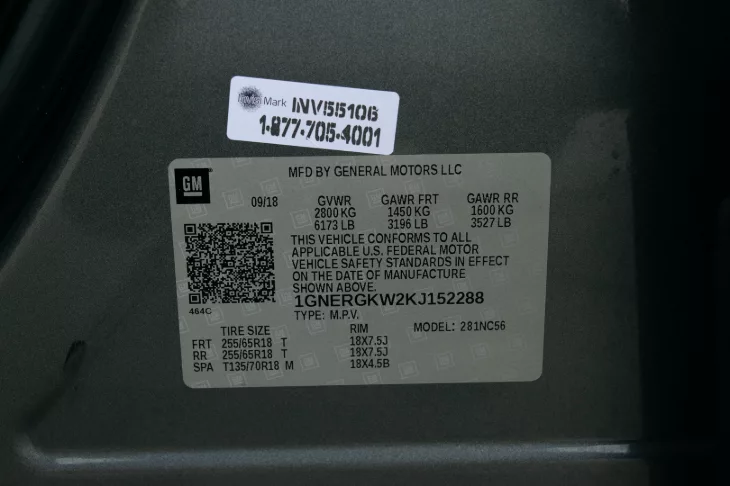 Mark INV55106
1-877-705-4001
GM
MFD BY GENERAL MOTORS LLC
09/18 GVWR GAWR FRT GAWR RR
2800 KG 1450 KG 1600 KG
6173 LB 3196 LB 3527 LB
THIS VEHICLE CONFORMS TO ALL
APPLICABLE U.S. FEDERAL MOTOR
VEHICLE SAFETY STANDARDS IN EFFECT
ON THE DATE OF MANUFACTURE
SHOWN ABOVE.
1GNERGKW2KJ152288
464C
TYPE: M.P.V.
TIRE SIZE RIM MODEL: 281NC56
FRT 255/65R18 T 18X7.5J
RR 255/65R18 T 18X7.5J
SPA T135/70R18 M 18X4.5B